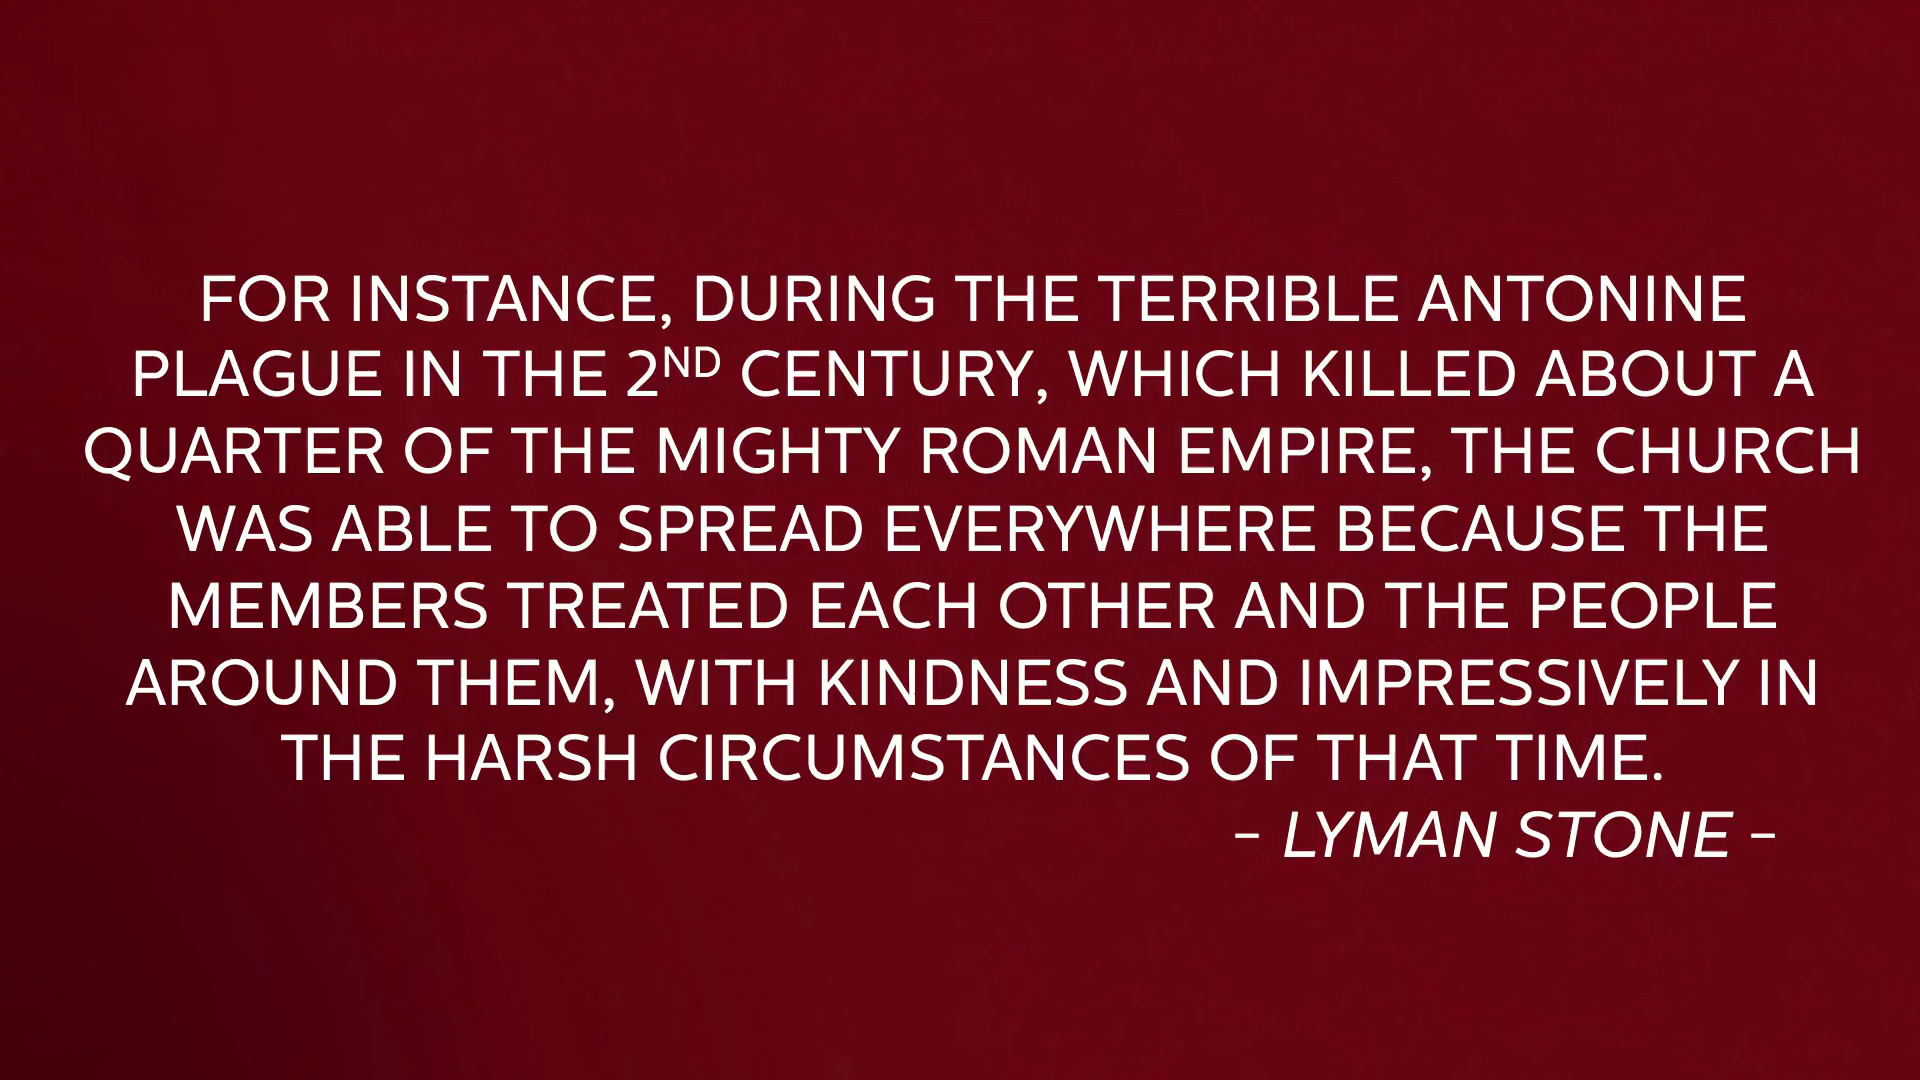 FOR INSTANCE, DURING THE TERRIBLE ANTONINE
PLAGUE IN THE 2ND CENTURY, WHICH KILLED ABOUT A
QUARTER OF THE MIGHTY ROMAN EMPIRE, THE CHURCH
WAS ABLE TO SPREAD EVERYWHERE BECAUSE THE
MEMBERS TREATED EACH OTHER AND THE PEOPLE
AROUND THEM, WITH KINDNESS AND IMPRESSIVELY IN
THE HARSH CIRCUMSTANCES OF THAT TIME.
- LYMAN STONE -